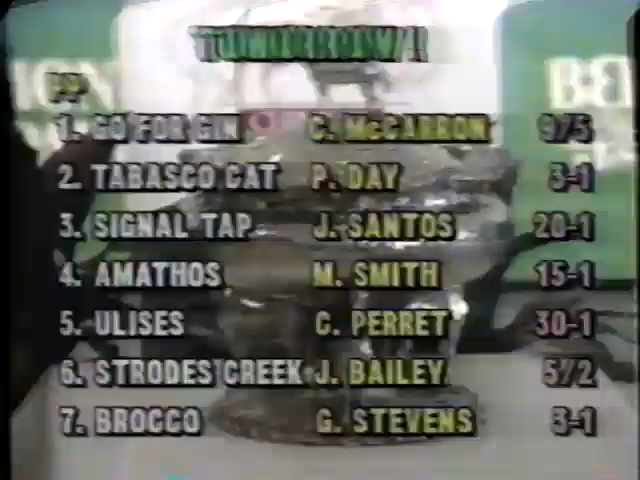 TOMORROW!!
PP
1. GO FOR GIN C. McCARRON 9/5
2. TABASCO CAT P. DAY 3-1
3. SIGNAL TAP J. SANTOS 20-1
4. AMATHOS M. SMITH 15-1
5. ULISES C. PERRET 30-1
6. STRODES CREEK J. BAILEY 5/2
7. BROCCO G. STEVENS 3-1